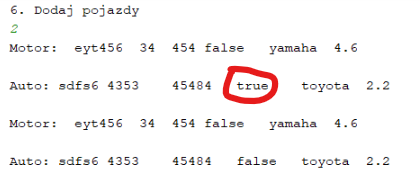 6. Dodaj pojazdy
2
Motor: eyt456 34 454 false yamaha 4.6
Auto: sdfs6 4353 45484 true toyota 2.2
Motor: eyt456 34 454 false yamaha 4.6
Auto: sdfs6 4353 45484 false toyota 2.2